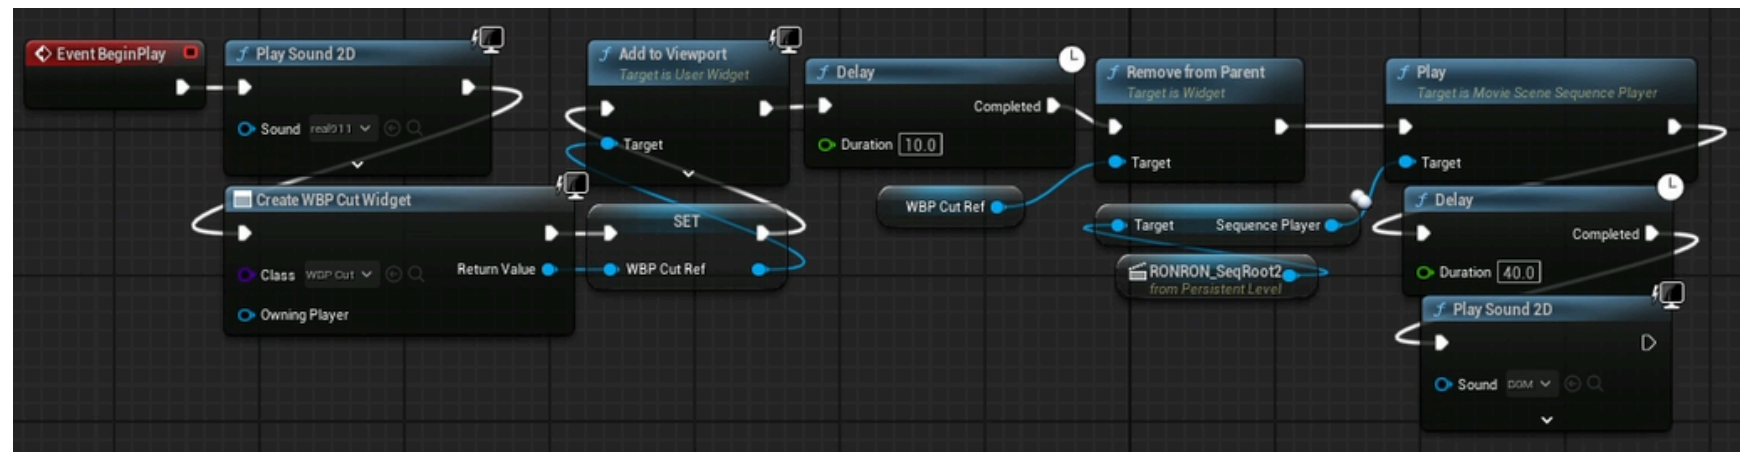 Event BeginPlay
Play Sound 2D
Sound real911
Create WBP Cut Widget
Class WBP Cut
Return Value
Owning Player
Add to Viewport
Target is User Widget
Target
SET
WBP Cut Ref
Delay
Completed
Duration 10.0
WBP Cut Ref
Remove from Parent
Target is Widget
Target
Target Sequence Player
RONRON_SeqRoot2
from Persistent Level
Play
Target is Movie Scene Sequence Player
Target
Delay
Completed
Duration 40.0
Play Sound 2D
Sound